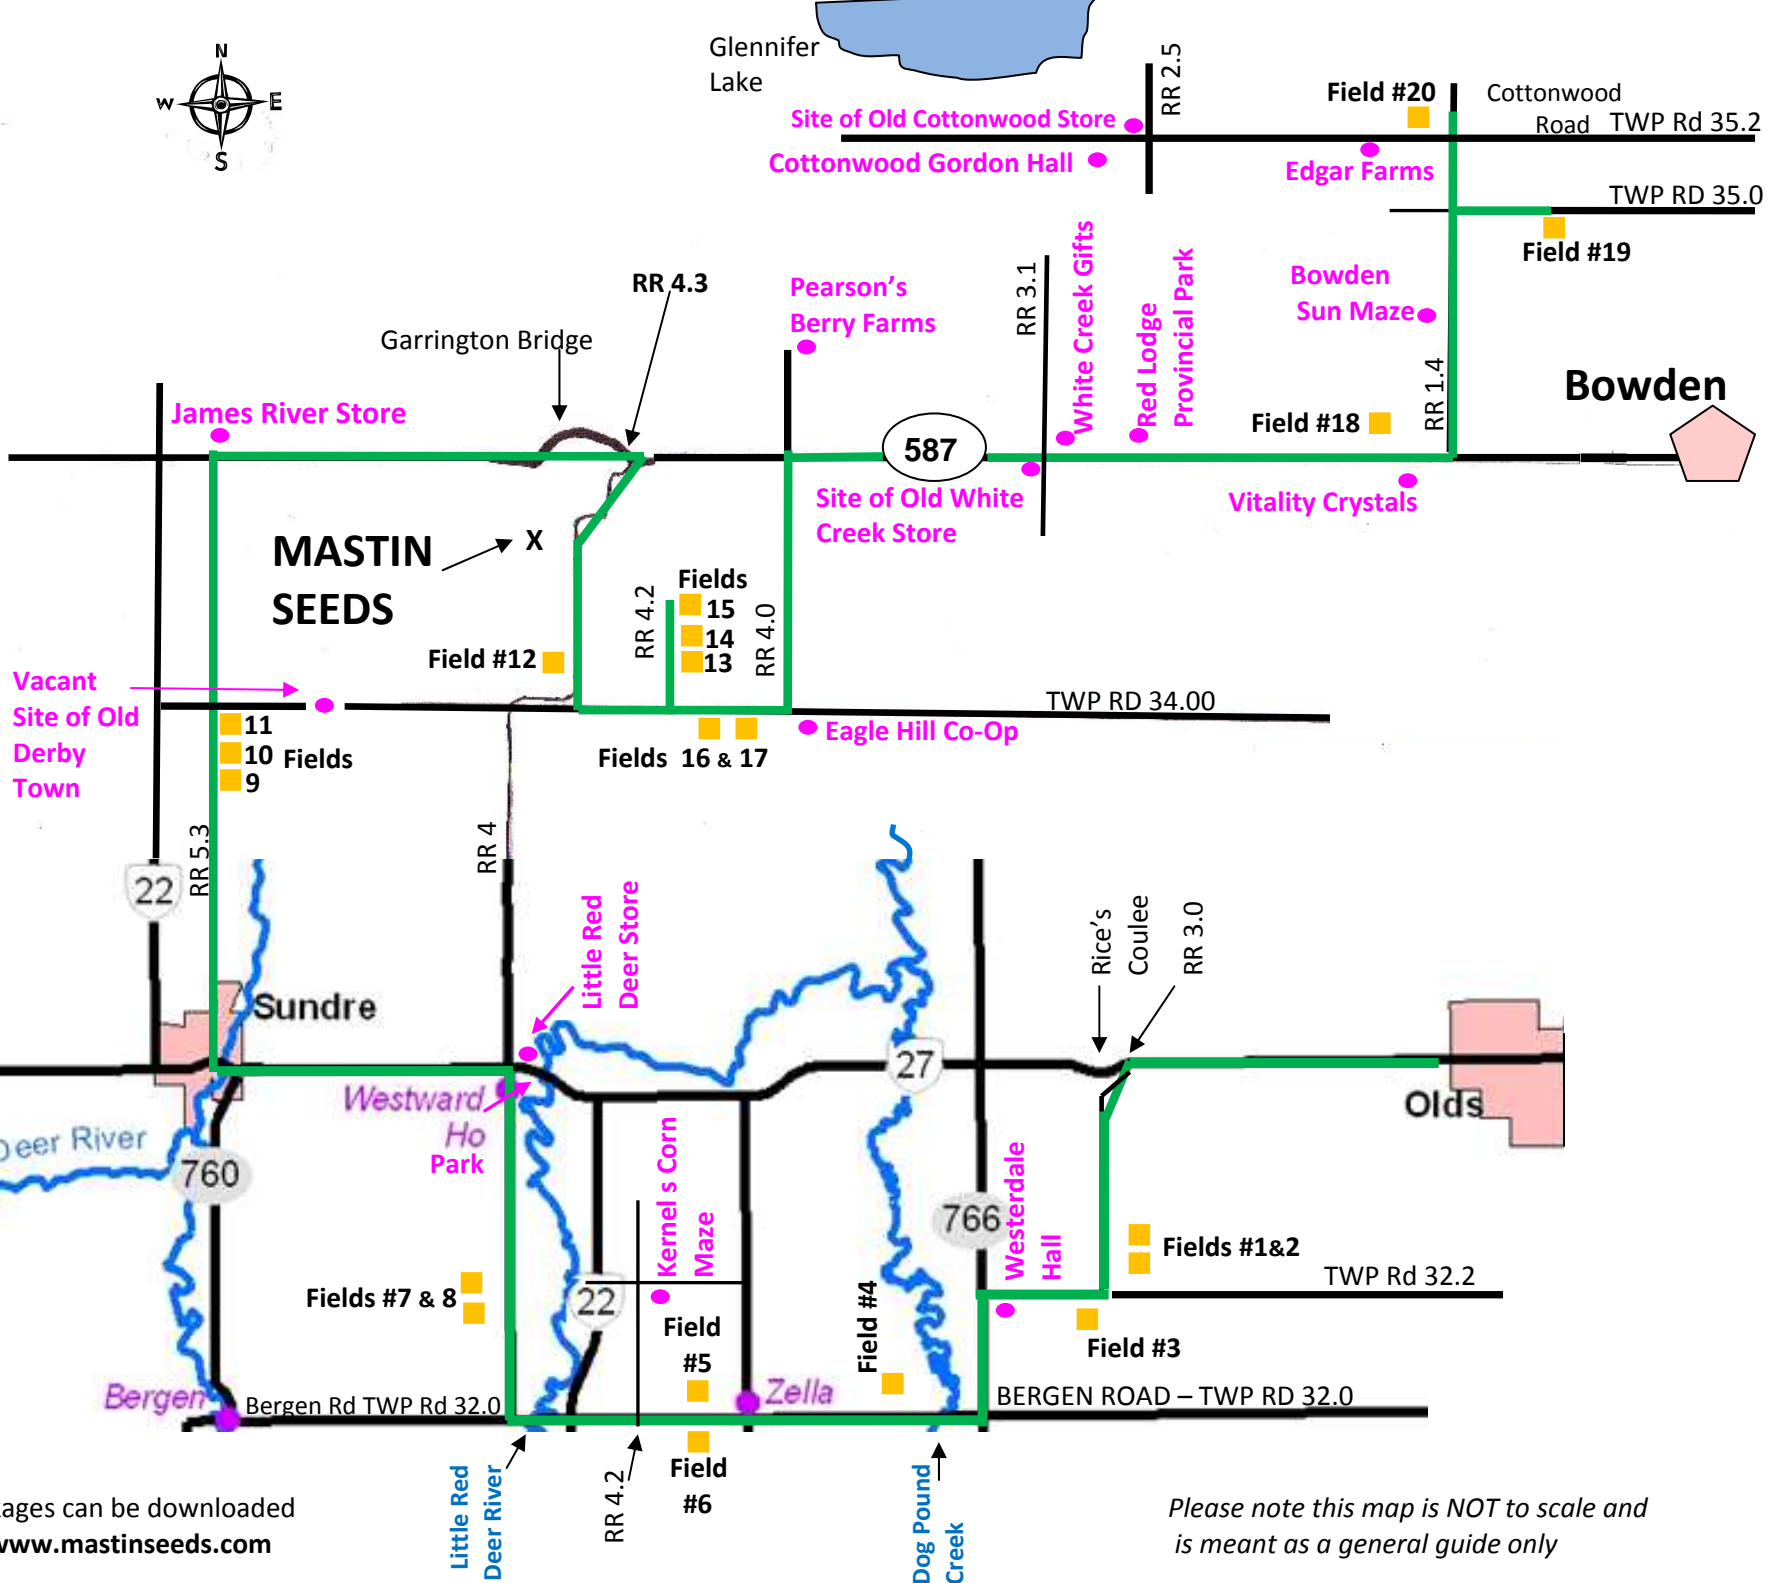 Glennifer
Lake
N
W
E
S
RR 2.5
Field #20
Cottonwood
Road
TWP Rd 35.2
Site of Old Cottonwood Store
Cottonwood Gordon Hall
Edgar Farms
TWP RD 35.0
Field #19
RR 4.3
Pearson's
Berry Farms
RR 3.1
White Creek Gifts
Red Lodge
Provincial Park
Bowden
Sun Maze
Garrington Bridge
RR 1.4
Bowden
James River Store
Field #18
587
Site of Old White
Creek Store
Vitality Crystals
MASTIN
SEEDS
X
Fields
15
14
13
RR 4.2
RR 4.0
Field #12
Vacant
Site of Old
Derby
Town
TWP RD 34.00
11
10
9
Fields
Fields 16 & 17
Eagle Hill Co-Op
RR 5.3
RR 4
22
Little Red
Deer Store
Rice's
Coulee
RR 3.0
Sundre
27
Olds
Westward
Ho
Park
Deer River
760
Kernel s Corn
Maze
766
Westerdale
Hall
Fields #1&2
TWP Rd 32.2
Fields #7 & 8
22
Field
#5
Field #4
Field #3
Bergen
Bergen Rd TWP Rd 32.0
Zella
BERGEN ROAD – TWP RD 32.0
Little Red
Deer River
RR 4.2
Field
#6
Dog Pound
Creek
ages can be downloaded
www.mastinseeds.com
Please note this map is NOT to scale and
is meant as a general guide only